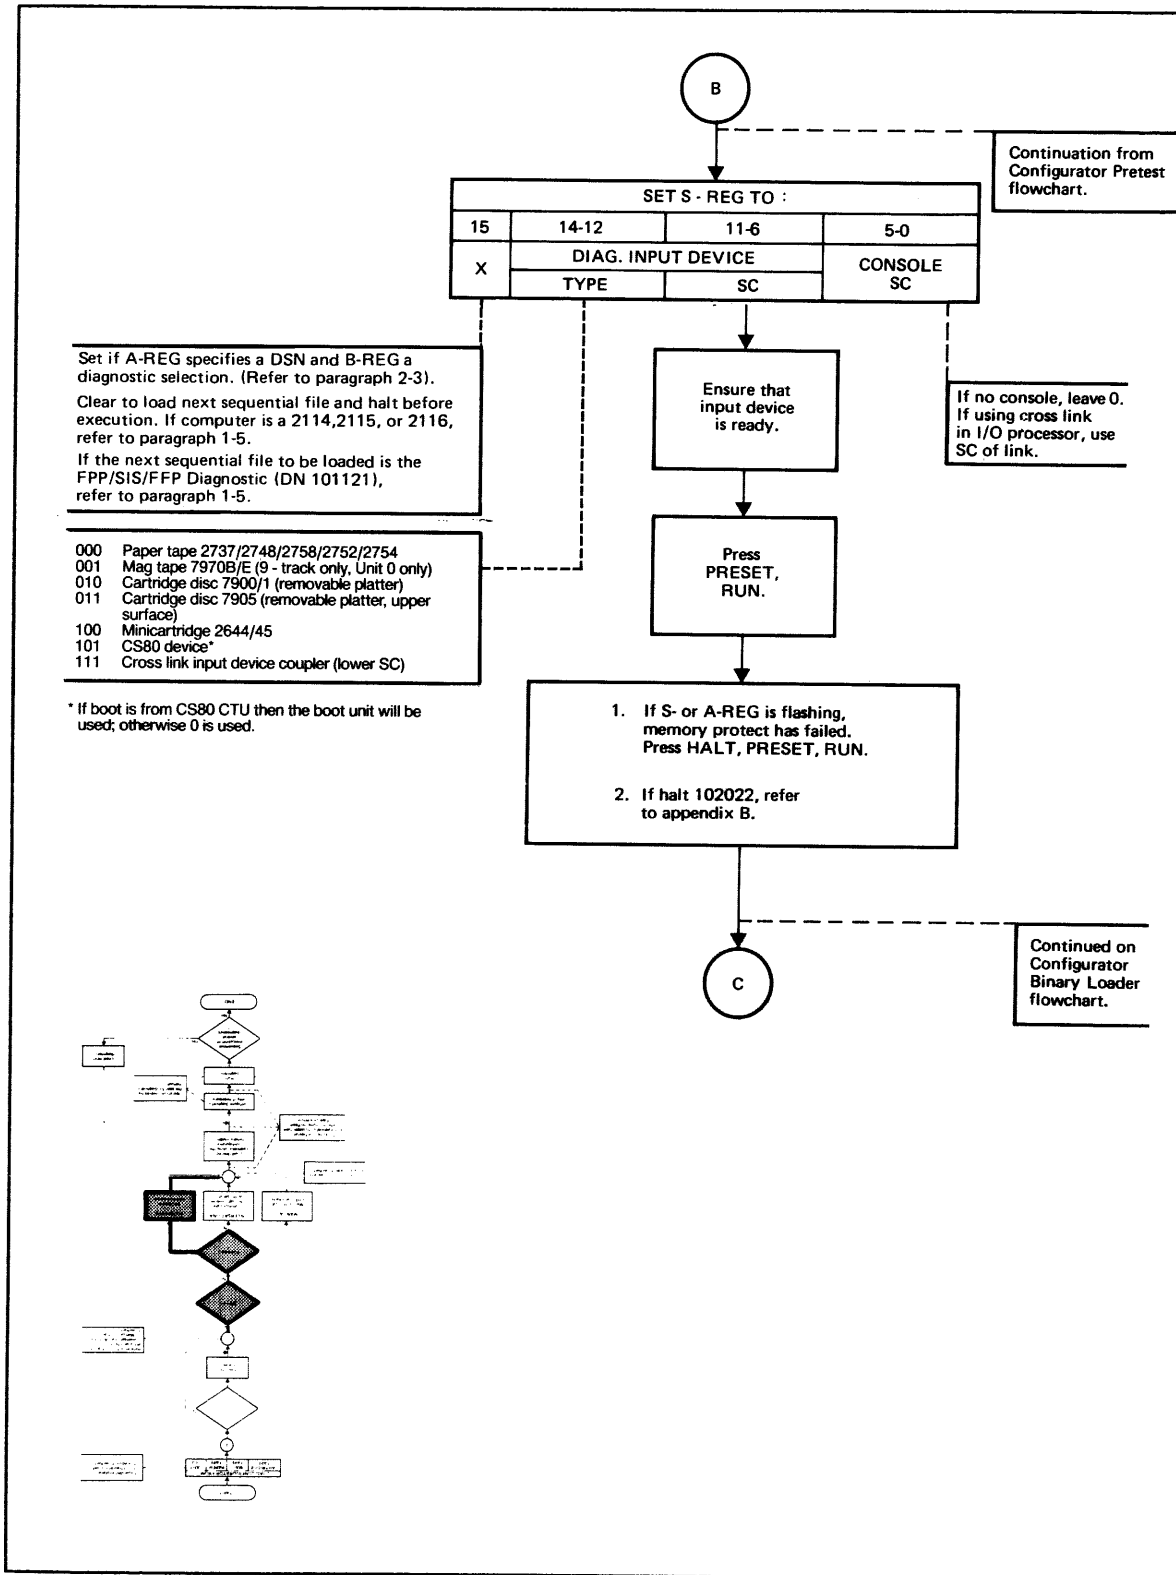 B
Continuation from
Configurator Pretest
flowchart.
SET S - REG TO :
15 14-12 11-6 5-0
X DIAG. INPUT DEVICE CONSOLE
SC
TYPE SC
Set if A-REG specifies a DSN and B-REG a
diagnostic selection. (Refer to paragraph 2-3).
Clear to load next sequential file and halt before
execution. If computer is a 2114,2115, or 2116,
refer to paragraph 1-5.
If the next sequential file to be loaded is the
FPP/SIS/FFP Diagnostic (DN 101121),
refer to paragraph 1-5.
Ensure that
input device
is ready.
If no console, leave 0.
If using cross link
in I/O processor, use
SC of link.
000 Paper tape 2737/2748/2758/2752/2754
001 Mag tape 7970B/E (9 - track only, Unit 0 only)
010 Cartridge disc 7900/1 (removable platter)
011 Cartridge disc 7905 (removable platter, upper
surface)
100 Minicartridge 2644/45
101 CS80 device*
111 Cross link input device coupler (lower SC)
Press
PRESET,
RUN.
* If boot is from CS80 CTU then the boot unit will be
used; otherwise 0 is used.
1. If S- or A-REG is flashing,
memory protect has failed.
Press HALT, PRESET, RUN.
2. If halt 102022, refer
to appendix B.
C
Continued on
Configurator
Binary Loader
flowchart.